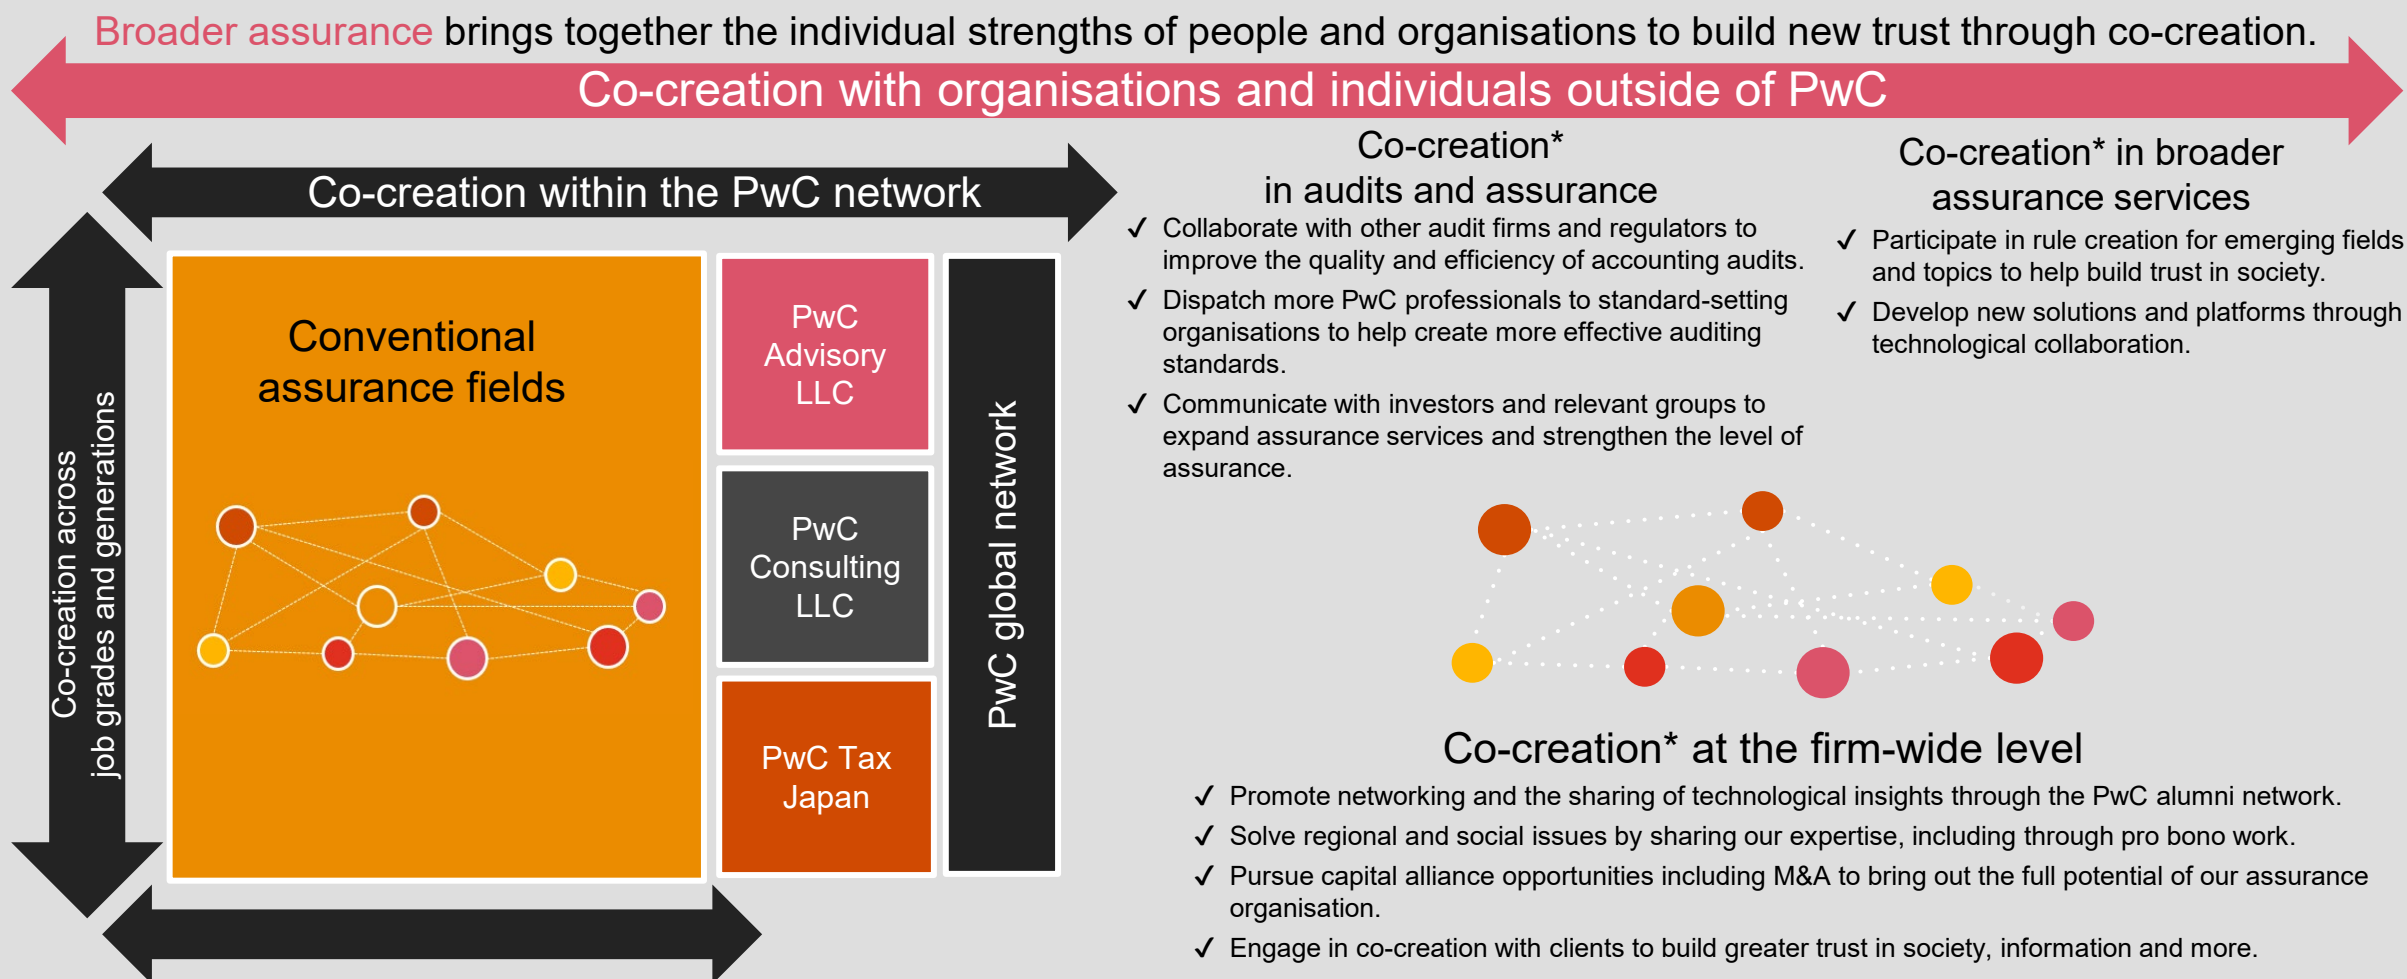 Broader assurance brings together the individual strengths of people and organisations to build new trust through co-creation.
Co-creation with organisations and individuals outside of PwC
Co-creation within the PwC network
Co-creation across
job grades and generations
Conventional
assurance fields
PwC
Advisory
LLC
PwC
Consulting
LLC
PwC Tax
Japan
PwC global network
Co-creation*
in audits and assurance
✓ Collaborate with other audit firms and regulators to
improve the quality and efficiency of accounting audits.
✓ Dispatch more PwC professionals to standard-setting
organisations to help create more effective auditing
standards.
✓ Communicate with investors and relevant groups to
expand assurance services and strengthen the level of
assurance.
Co-creation* in broader
assurance services
✓ Participate in rule creation for emerging fields
and topics to help build trust in society.
✓ Develop new solutions and platforms through
technological collaboration.
Co-creation* at the firm-wide level
✓ Promote networking and the sharing of technological insights through the PwC alumni network.
✓ Solve regional and social issues by sharing our expertise, including through pro bono work.
✓ Pursue capital alliance opportunities including M&A to bring out the full potential of our assurance
organisation.
✓ Engage in co-creation with clients to build greater trust in society, information and more.